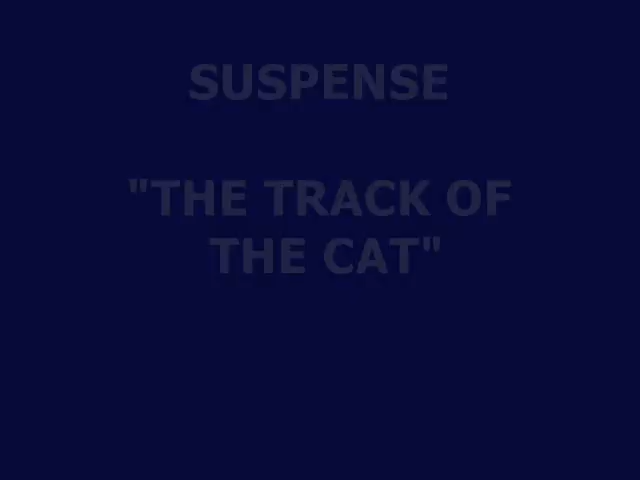 SUSPENSE
"THE TRACK OF
THE CAT"